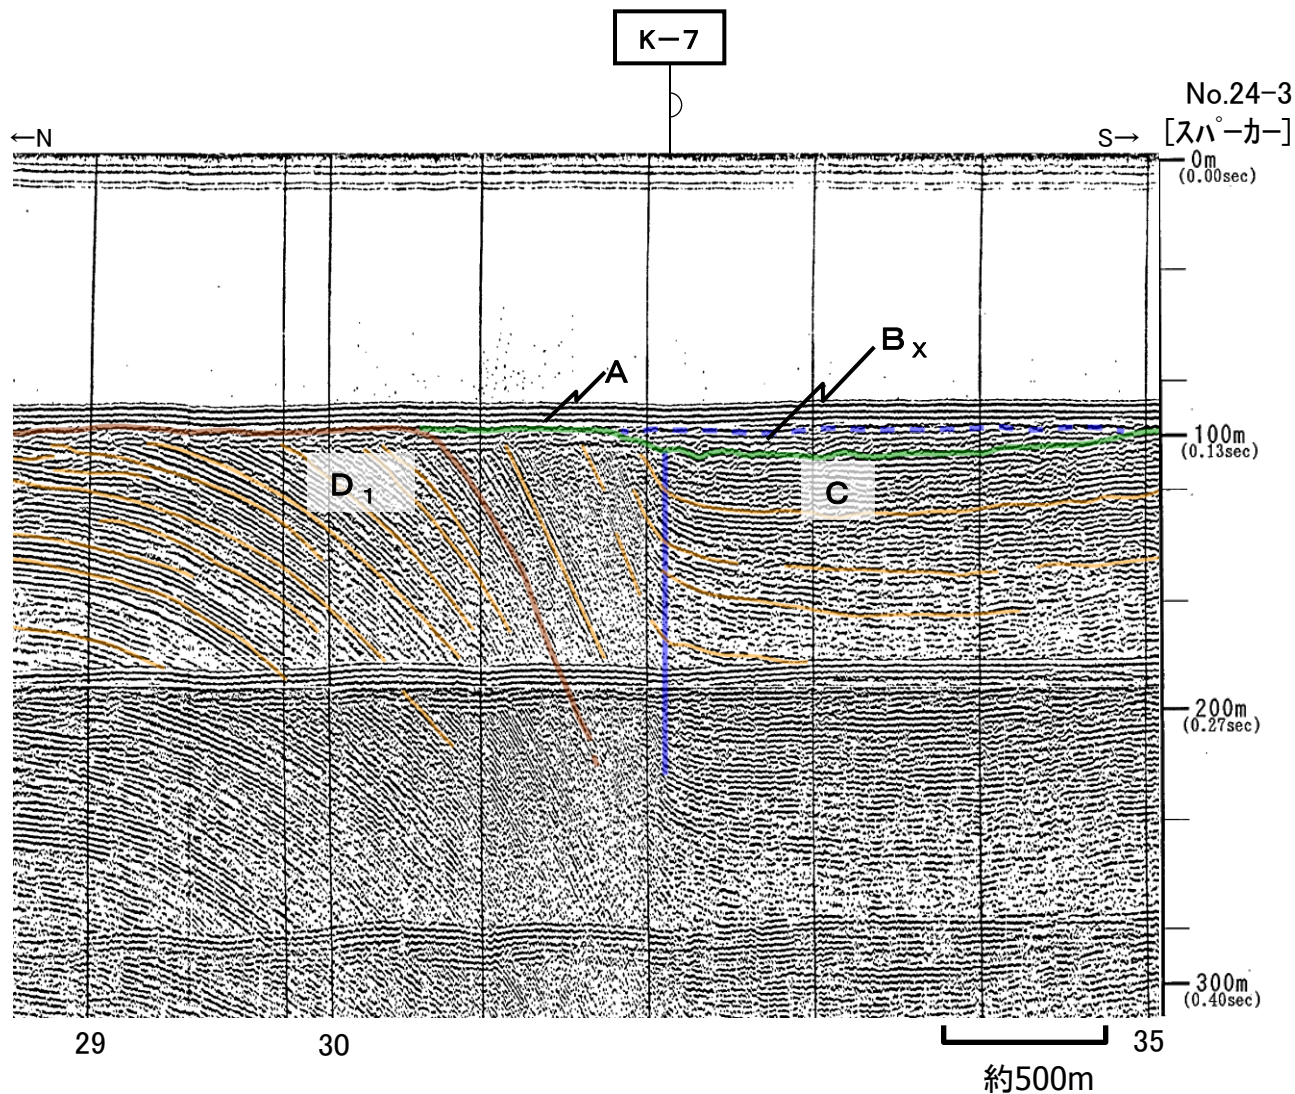 K－7
No.24-3
←N
S→
[スパーカー]
0m
(0.00sec)
Bx
A
100m
(0.13sec)
D1
C
200m
(0.27sec)
300m
(0.40sec)
29
30
35
約500m